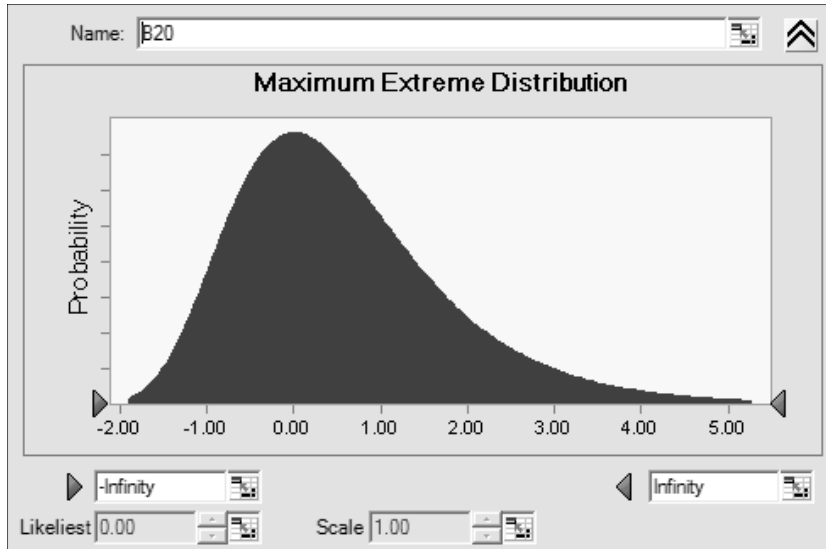 Name: B20
Maximum Extreme Distribution
Probability
-2.00 -1.00 0.00 1.00 2.00 3.00 4.00 5.00
-Infinity Infinity
Likeliest 0.00 Scale 1.00